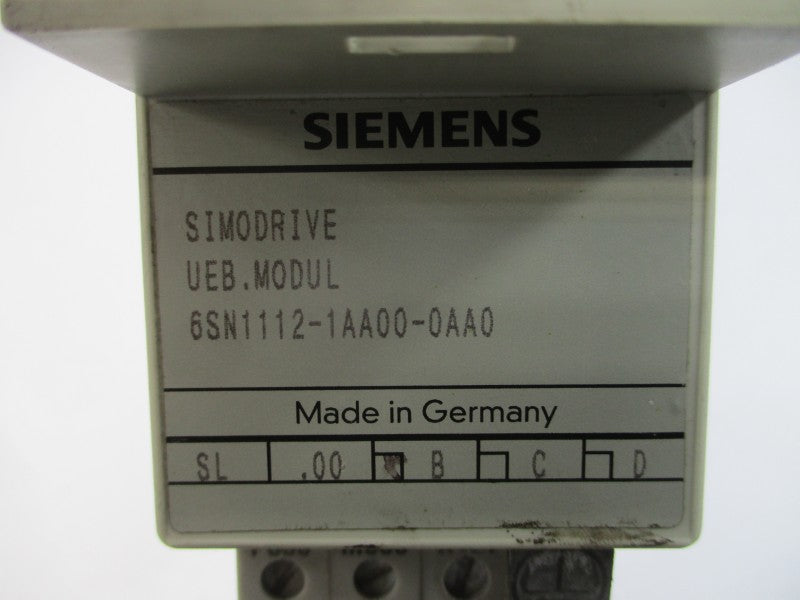 SIEMENS
SIMODRIVE
UEB.MODUL
6SN1112-1AA00-0AA0
Made in Germany
SL .00 B C D